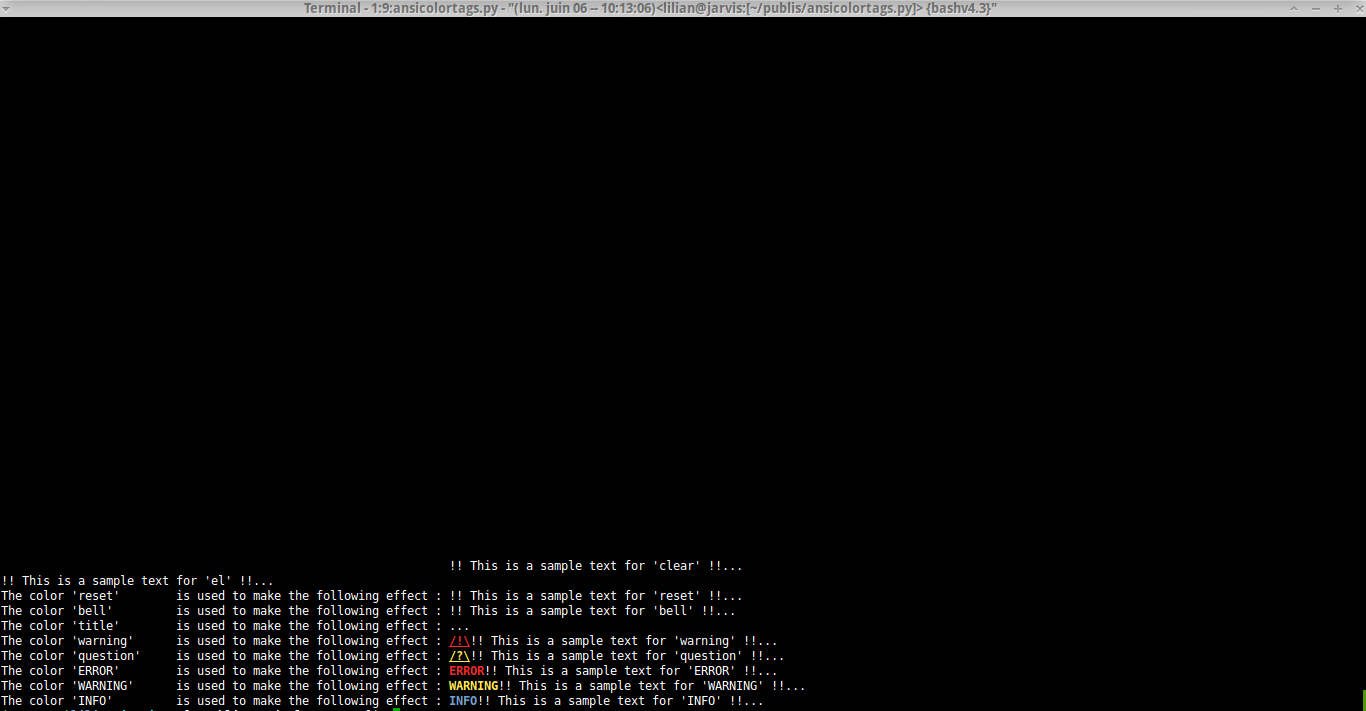 Terminal - 1:9:ansicolortags.py - "(lun. juin 06 -- 10:13:06)<lilian@jarvis:[~/publis/ansicolortags.py]> {bashv4.3}"
!! This is a sample text for 'clear' !!...
!! This is a sample text for 'el' !!...
The color 'reset' is used to make the following effect : !! This is a sample text for 'reset' !!...
The color 'bell' is used to make the following effect : !! This is a sample text for 'bell' !!...
The color 'title' is used to make the following effect : ...
The color 'warning' is used to make the following effect : /!\!! This is a sample text for 'warning' !!...
The color 'question' is used to make the following effect : /?\!! This is a sample text for 'question' !!...
The color 'ERROR' is used to make the following effect : ERROR!! This is a sample text for 'ERROR' !!...
The color 'WARNING' is used to make the following effect : WARNING!! This is a sample text for 'WARNING' !!...
The color 'INFO' is used to make the following effect : INFO!! This is a sample text for 'INFO' !!...